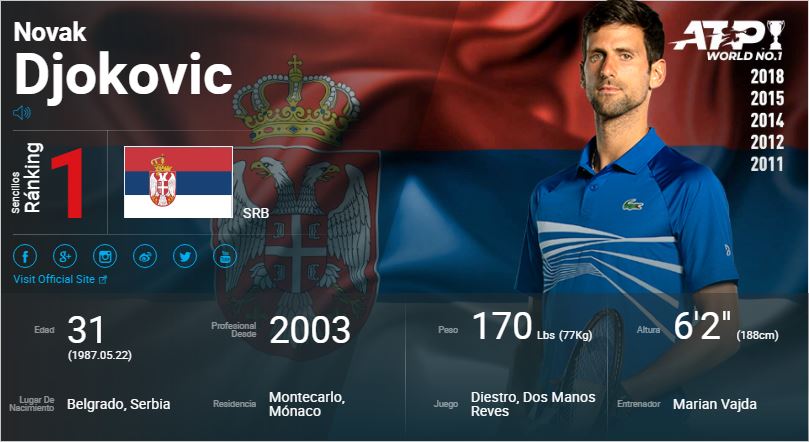 Novak
Djokovic
ATP
WORLD NO.1
2018
2015
2014
2012
2011
Sencillos
Ránking
1
SRB
Visit Official Site
Edad
31
(1987.05.22)
Profesional
Desde
2003
Peso
170 Lbs (77Kg)
Altura
6'2" (188cm)
Lugar De
Nacimiento
Belgrado, Serbia
Residencia
Montecarlo,
Mónaco
Juego
Diestro, Dos Manos
Reves
Entrenador
Marian Vajda